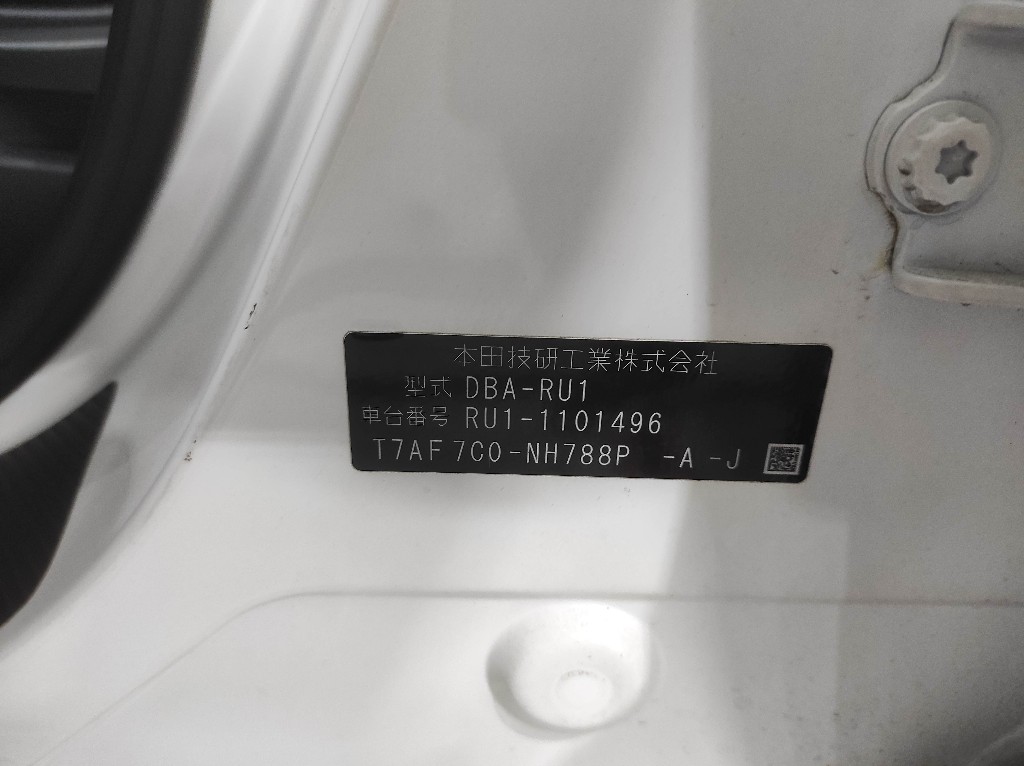 本田技研工業株式会社
型式 DBA-RU1
車台番号 RU1-1101496
T7AF7C0-NH788P -A -J